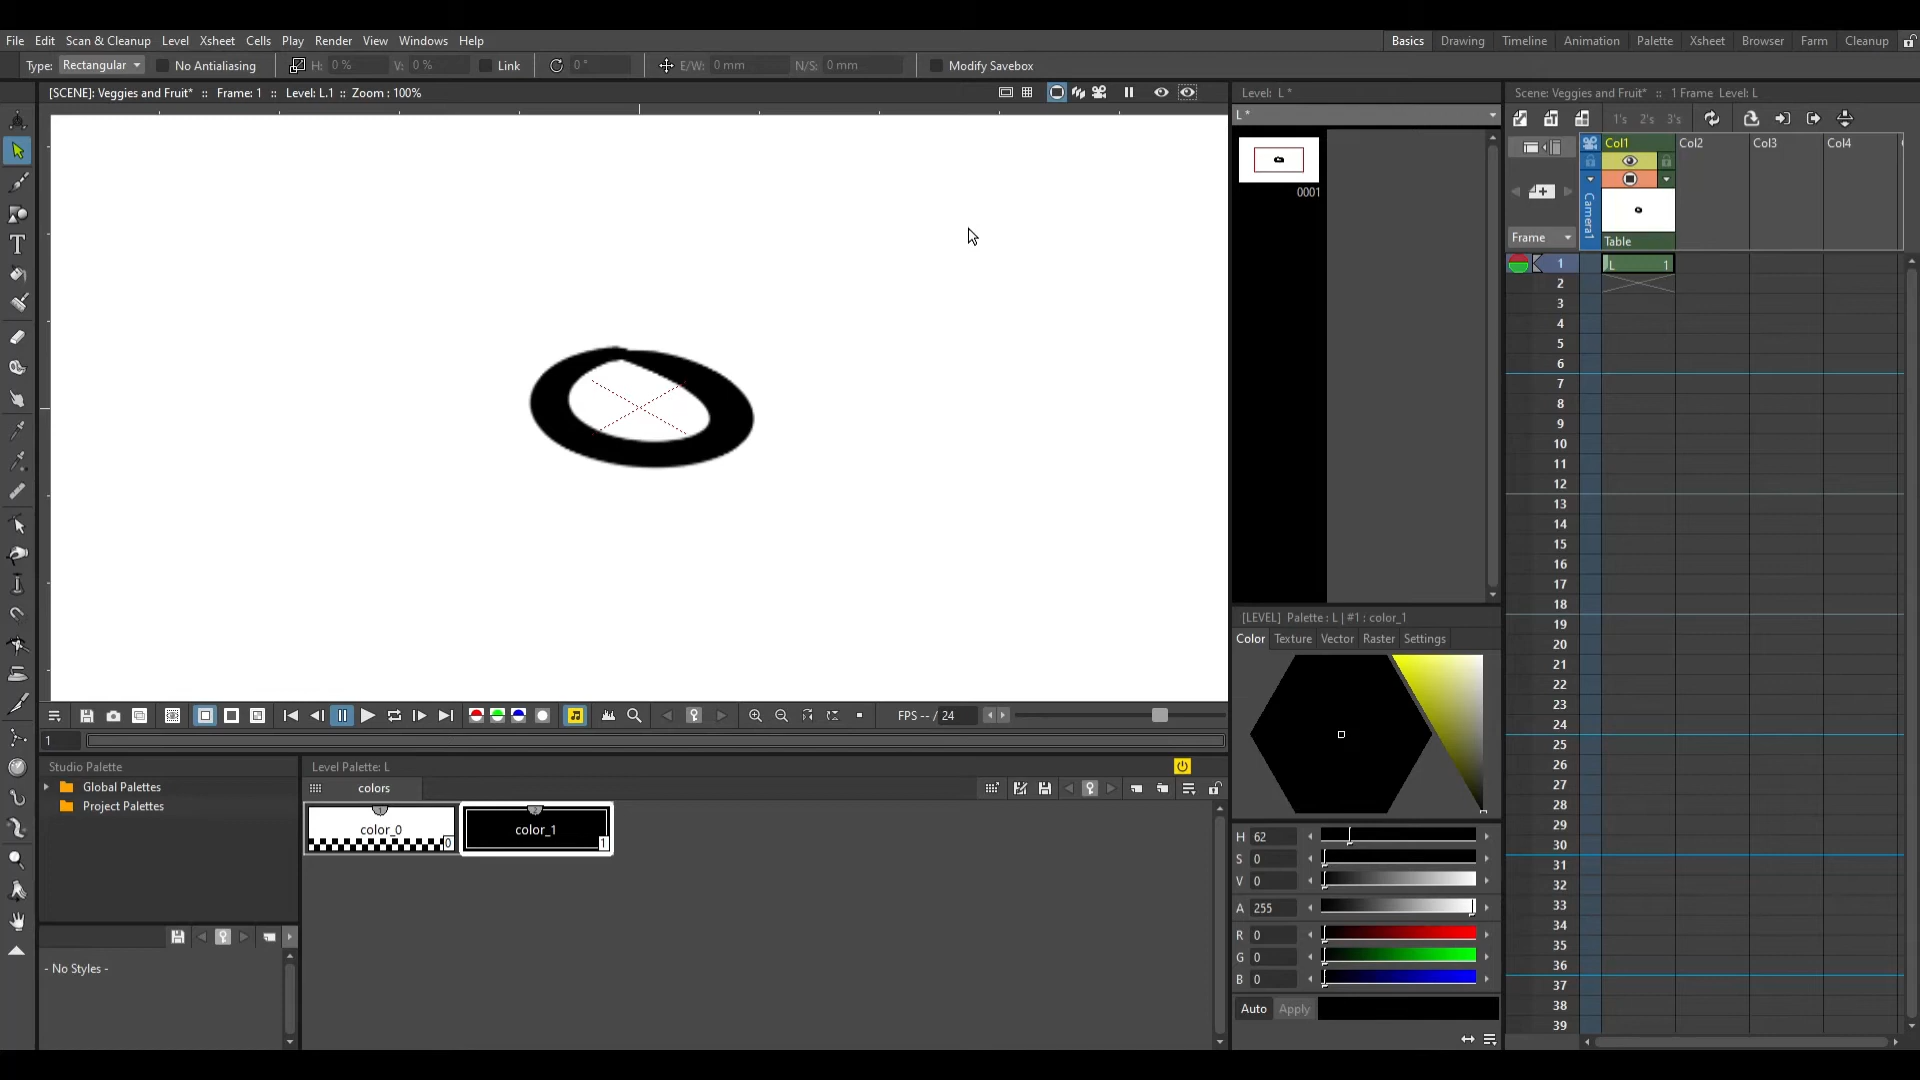 File Edit Scan & Cleanup Level Xsheet Cells Play Render View Windows Help
Basics Drawing Timeline Animation Palette Xsheet Browser Farm Cleanup
Type: Rectangular No Antialiasing H: 0 % V: 0 % Link 0 ° E/W: 0 mm N/S: 0 mm Modify Savebox
[SCENE]: Veggies and Fruit* :: Frame: 1 :: Level: L.1 :: Zoom : 100%
Level: L *
L *
0001
Scene: Veggies and Fruit* :: 1 Frame Level: L
1's 2's 3's
Col1 Col2 Col3 Col4
Camera1
Frame
Table
1 L 1
2
3
4
5
6
7
8
9
10
11
12
13
14
15
16
17
18
19
20
21
22
23
24
25
26
27
28
29
30
31
32
33
34
35
36
37
38
39
[LEVEL] Palette : L | #1 : color_1
Color Texture Vector Raster Settings
H 62
S 0
V 0
A 255
R 0
G 0
B 0
Auto Apply
FPS -- / 24
1
Studio Palette
Global Palettes
Project Palettes
- No Styles -
Level Palette: L
colors
color_0 0
color_1 1